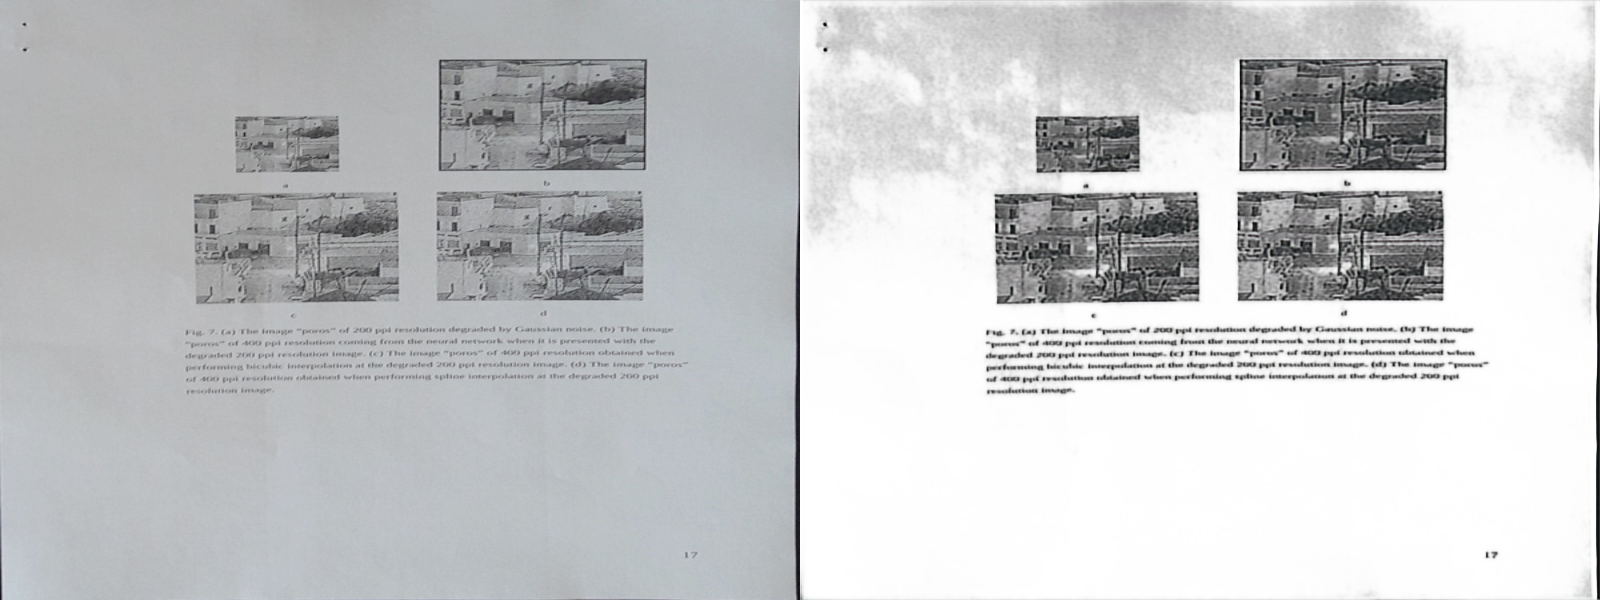 a
b
c
d
Fig. 7. (a) The image "poros" of 200 ppi resolution degraded by Gaussian noise. (b) The image
"poros" of 400 ppi resolution coming from the neural network when it is presented with the
degraded 200 ppi resolution image. (c) The image "poros" of 400 ppi resolution obtained when
performing bicubic interpolation at the degraded 200 ppi resolution image. (d) The image "poros"
of 400 ppi resolution obtained when performing spline interpolation at the degraded 200 ppi
resolution image.
17
a
b
c
d
Fig. 7. (a) The image "poros" of 200 ppi resolution degraded by Gaussian noise. (b) The image
"poros" of 400 ppi resolution coming from the neural network when it is presented with the
degraded 200 ppi resolution image. (c) The image "poros" of 400 ppi resolution obtained when
performing bicubic interpolation at the degraded 200 ppi resolution image. (d) The image "poros"
of 400 ppi resolution obtained when performing spline interpolation at the degraded 200 ppi
resolution image.
17